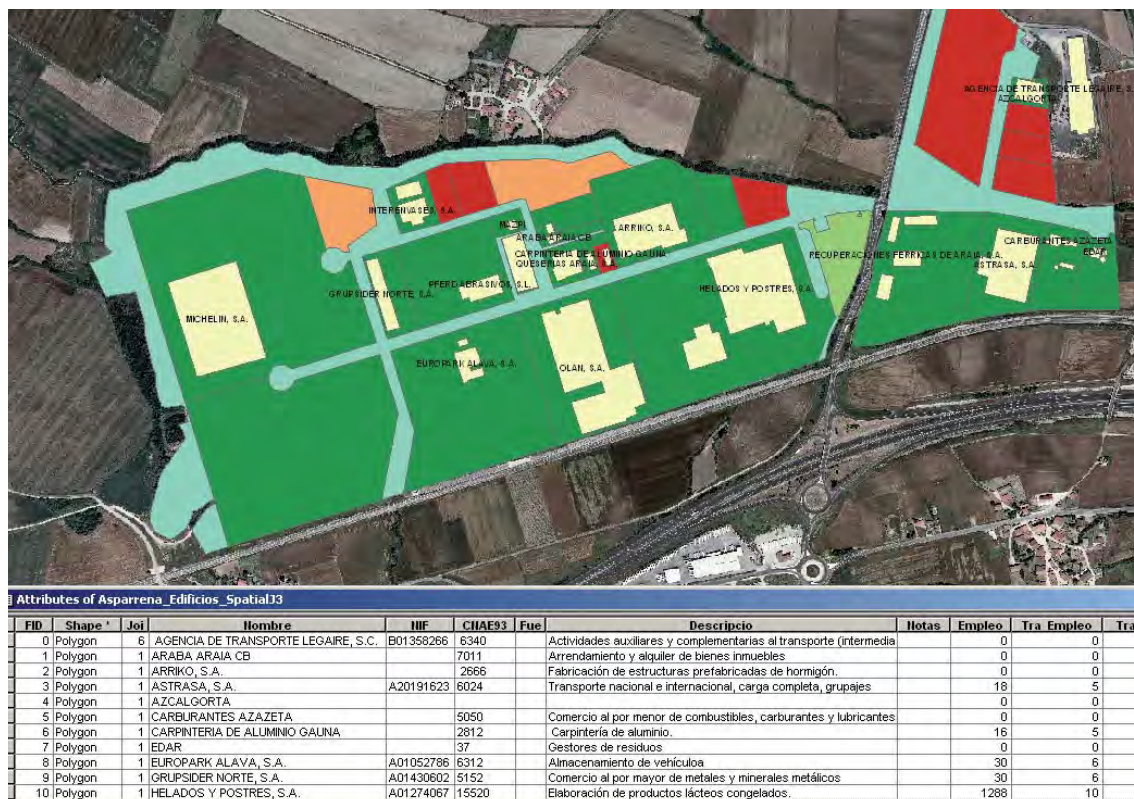 AGENCIA DE TRANSPORTE LEGAIRE, S.
AZCALGORTA
INTERENVASES, S.A.
MAZPI
ARABA ARAIA CB
ARRIKO, S.A.
CARPINTERIA DE ALUMINIO GAUNA
QUESERIAS ARAIA, S.A.
CARBURANTES AZAZETA
EDAR
RECUPERACIONES FERRICAS DE ARAIA, S.A.
ASTRASA, S.A.
PFERD ABRASIVOS, S.L.
GRUPSIDER NORTE, S.A.
HELADOS Y POSTRES, S.A.
MICHELIN, S.A.
EUROPARK ALAVA, S.A.
OLAN, S.A.
Attributes of Asparrena_Edificios_SpatialJ3
FID Shape * Joi Nombre NIF CNAE93 Fue Descripcio Notas Empleo Tra_Empleo Tra
0 Polygon 6 AGENCIA DE TRANSPORTE LEGAIRE, S.C. B01358266 6340 Actividades auxiliares y complementarias al transporte (intermedia 0 0
1 Polygon 1 ARABA ARAIA CB 7011 Arrendamiento y alquiler de bienes inmuebles 0 0
2 Polygon 1 ARRIKO, S.A. 2666 Fabricación de estructuras prefabricadas de hormigón. 0 0
3 Polygon 1 ASTRASA, S.A. A20191623 6024 Transporte nacional e internacional, carga completa, grupajes 18 5
4 Polygon 1 AZCALGORTA 0 0
5 Polygon 1 CARBURANTES AZAZETA 5050 Comercio al por menor de combustibles, carburantes y lubricantes 0 0
6 Polygon 1 CARPINTERIA DE ALUMINIO GAUNA 2812 Carpintería de aluminio. 16 5
7 Polygon 1 EDAR 37 Gestores de residuos 0 0
8 Polygon 1 EUROPARK ALAVA, S.A. A01052786 6312 Almacenamiento de vehículoa 30 6
9 Polygon 1 GRUPSIDER NORTE, S.A. A01430602 5152 Comercio al por mayor de metales y minerales metálicos 30 6
10 Polygon 1 HELADOS Y POSTRES, S.A. A01274067 15520 Elaboración de productos lácteos congelados. 1288 10